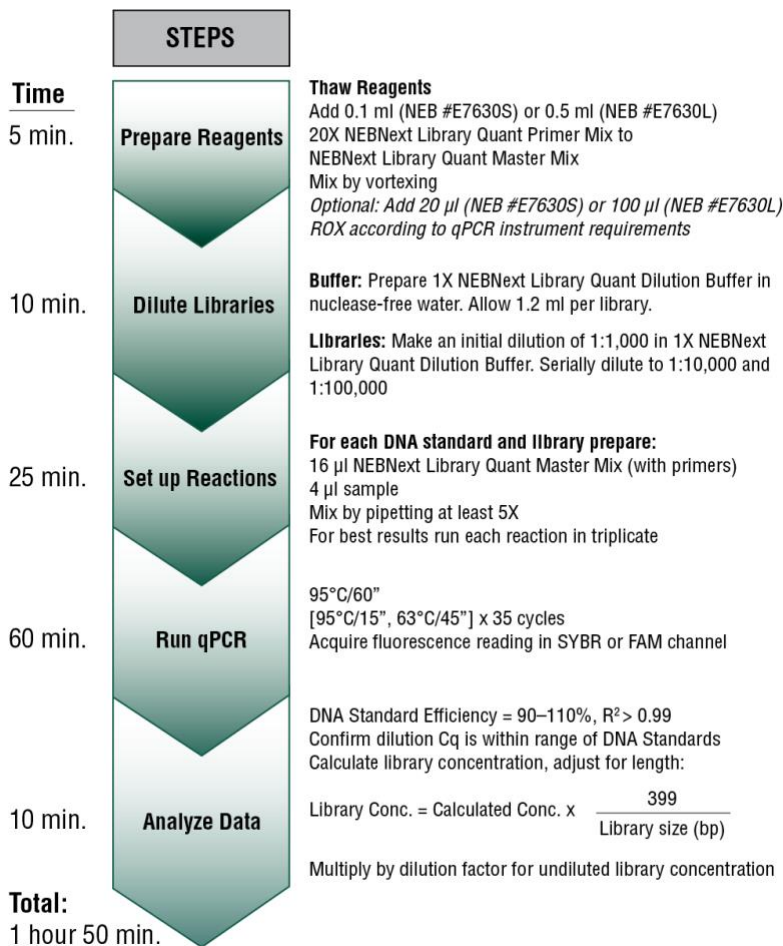 STEPS
Time
5 min.
Prepare Reagents
Thaw Reagents
Add 0.1 ml (NEB #E7630S) or 0.5 ml (NEB #E7630L)
20X NEBNext Library Quant Primer Mix to
NEBNext Library Quant Master Mix
Mix by vortexing
Optional: Add 20 µl (NEB #E7630S) or 100 µl (NEB #E7630L)
ROX according to qPCR instrument requirements
10 min.
Dilute Libraries
Buffer: Prepare 1X NEBNext Library Quant Dilution Buffer in
nuclease-free water. Allow 1.2 ml per library.
Libraries: Make an initial dilution of 1:1,000 in 1X NEBNext
Library Quant Dilution Buffer. Serially dilute to 1:10,000 and
1:100,000
25 min.
Set up Reactions
For each DNA standard and library prepare:
16 µl NEBNext Library Quant Master Mix (with primers)
4 µl sample
Mix by pipetting at least 5X
For best results run each reaction in triplicate
60 min.
Run qPCR
95°C/60”
[95°C/15”, 63°C/45”] x 35 cycles
Acquire fluorescence reading in SYBR or FAM channel
10 min.
Analyze Data
DNA Standard Efficiency = 90–110%, R² > 0.99
Confirm dilution Cq is within range of DNA Standards
Calculate library concentration, adjust for length:
Library Conc. = Calculated Conc. x
399
Library size (bp)
Multiply by dilution factor for undiluted library concentration
Total:
1 hour 50 min.